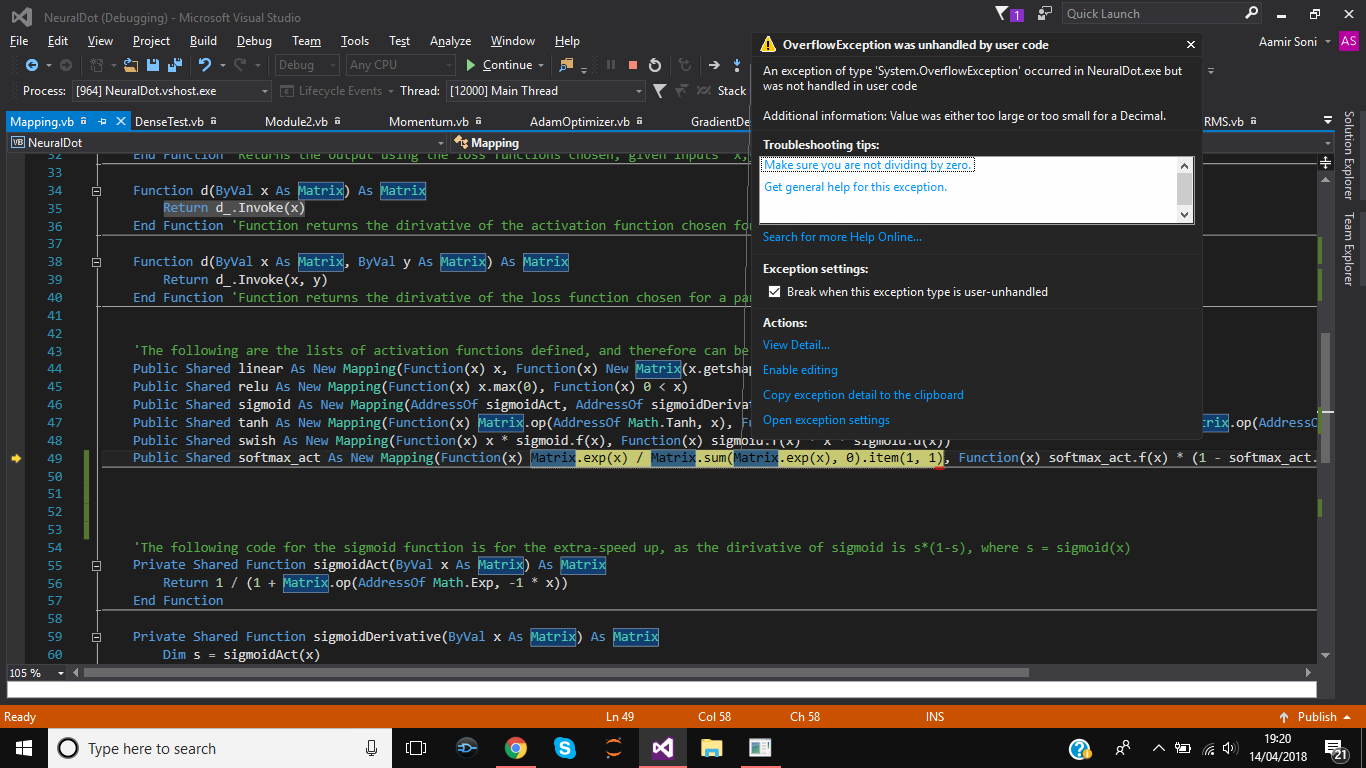 NeuralDot (Debugging) - Microsoft Visual Studio
1
Quick Launch
File Edit View Project Build Debug Team Tools Test Analyze Window Help
Aamir Soni AS
Debug Any CPU Continue
Process: [964] NeuralDot.vshost.exe Lifecycle Events Thread: [12000] Main Thread Stack
Mapping.vb DenseTest.vb Module2.vb Momentum.vb AdamOptimizer.vb GradientDe RMS.vb
VB NeuralDot Mapping
32 End Function 'Returns the output using the loss functions chosen, given inputs 'x,
33
34 Function d(ByVal x As Matrix) As Matrix
35 Return d_.Invoke(x)
36 End Function 'Function returns the dirivative of the activation function chosen fo
37
38 Function d(ByVal x As Matrix, ByVal y As Matrix) As Matrix
39 Return d_.Invoke(x, y)
40 End Function 'Function returns the dirivative of the loss function chosen for a pa
41
42
43 'The following are the lists of activation functions defined, and therefore can be
44 Public Shared linear As New Mapping(Function(x) x, Function(x) New Matrix(x.getshap
45 Public Shared relu As New Mapping(Function(x) x.max(0), Function(x) 0 < x)
46 Public Shared sigmoid As New Mapping(AddressOf sigmoidAct, AddressOf sigmoidDeriva
47 Public Shared tanh As New Mapping(Function(x) Matrix.op(AddressOf Math.Tanh, x), F trix.op(AddressO
48 Public Shared swish As New Mapping(Function(x) x * sigmoid.f(x), Function(x) sigmoid.f(x) + x * sigmoid.d(x))
49 Public Shared softmax_act As New Mapping(Function(x) Matrix.exp(x) / Matrix.sum(Matrix.exp(x), 0).item(1, 1), Function(x) softmax_act.f(x) * (1 - softmax_act.
50
51
52
53
54 'The following code for the sigmoid function is for the extra-speed up, as the dirivative of sigmoid is s*(1-s), where s = sigmoid(x)
55 Private Shared Function sigmoidAct(ByVal x As Matrix) As Matrix
56 Return 1 / (1 + Matrix.op(AddressOf Math.Exp, -1 * x))
57 End Function
58
59 Private Shared Function sigmoidDerivative(ByVal x As Matrix) As Matrix
60 Dim s = sigmoidAct(x)
105 %
OverflowException was unhandled by user code
An exception of type 'System.OverflowException' occurred in NeuralDot.exe but
was not handled in user code
Additional information: Value was either too large or too small for a Decimal.
Troubleshooting tips:
Make sure you are not dividing by zero.
Get general help for this exception.
Search for more Help Online...
Exception settings:
Break when this exception type is user-unhandled
Actions:
View Detail...
Enable editing
Copy exception detail to the clipboard
Open exception settings
Solution Explorer
Team Explorer
Ready Ln 49 Col 58 Ch 58 INS Publish
Type here to search
19:20
14/04/2018
21